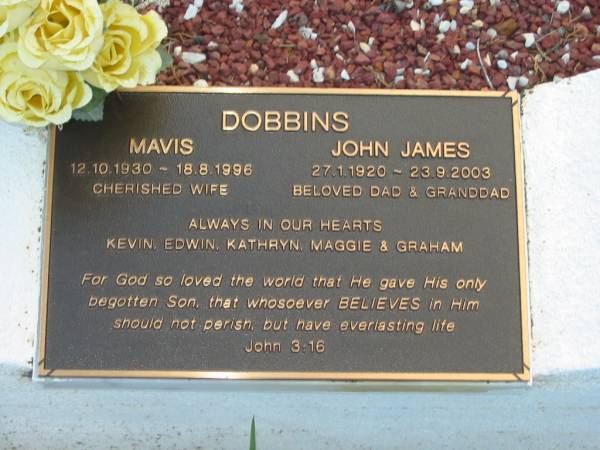 DOBBINS
MAVIS JOHN JAMES
12.10.1930 ~ 18.8.1996 27.1.1920 ~ 23.9.2003
CHERISHED WIFE BELOVED DAD & GRANDDAD
ALWAYS IN OUR HEARTS
KEVIN, EDWIN, KATHRYN, MAGGIE & GRAHAM
For God so loved the world that He gave His only
begotten Son, that whosoever BELIEVES in Him
should not perish, but have everlasting life
John 3:16